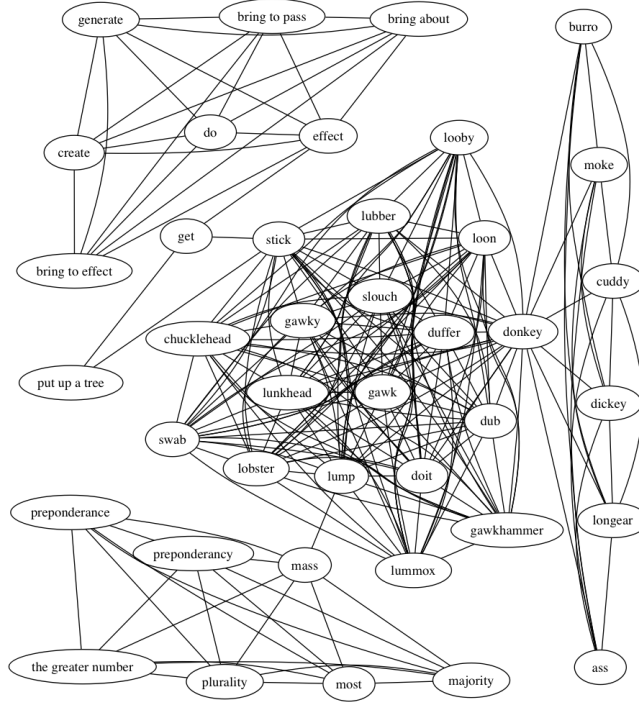 generate
bring to pass
bring about
burro
create
do
effect
looby
moke
get
stick
lubber
loon
bring to effect
slouch
cuddy
gawky
chucklehead
duffer
donkey
put up a tree
lunkhead
gawk
dickey
dub
swab
lobster
lump
doit
preponderance
longear
gawkhammer
preponderancy
mass
lummox
the greater number
plurality
most
majority
ass